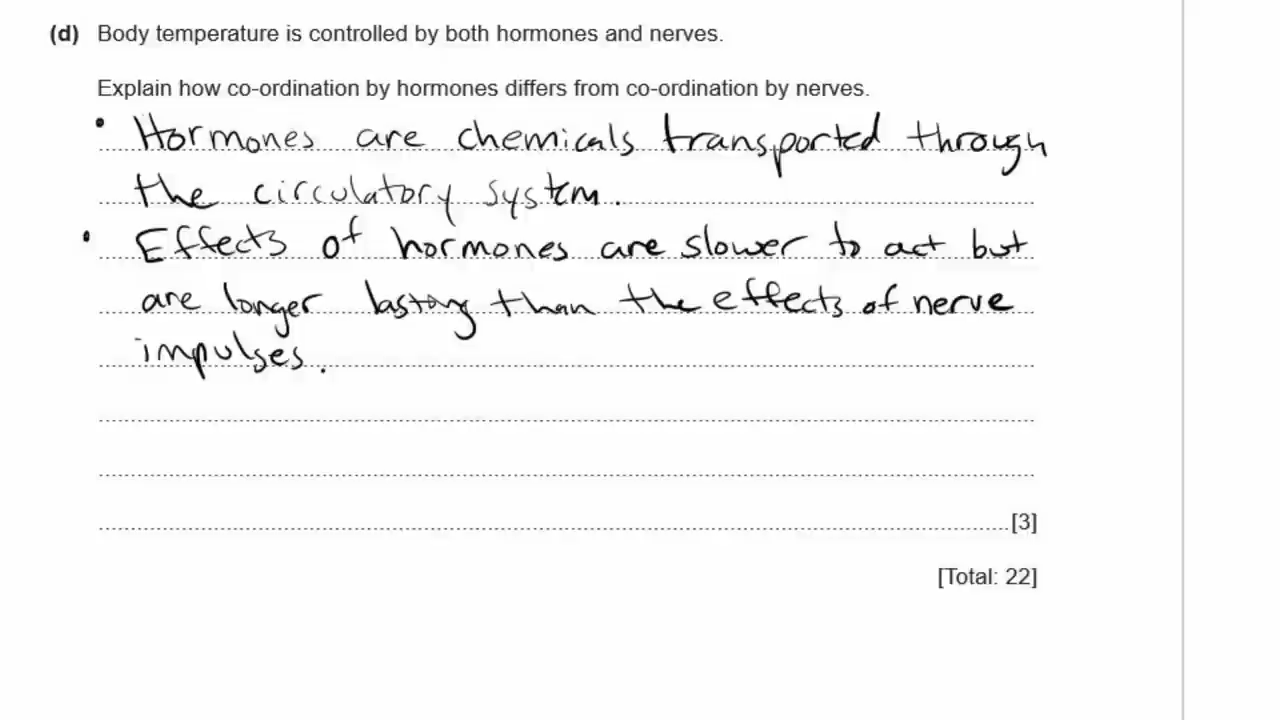 (d) Body temperature is controlled by both hormones and nerves.
Explain how co-ordination by hormones differs from co-ordination by nerves.
• Hormones are chemicals transported through
the circulatory system.
• Effects of hormones are slower to act but
are longer lasting than the effects of nerve
impulses.
[3]
[Total: 22]